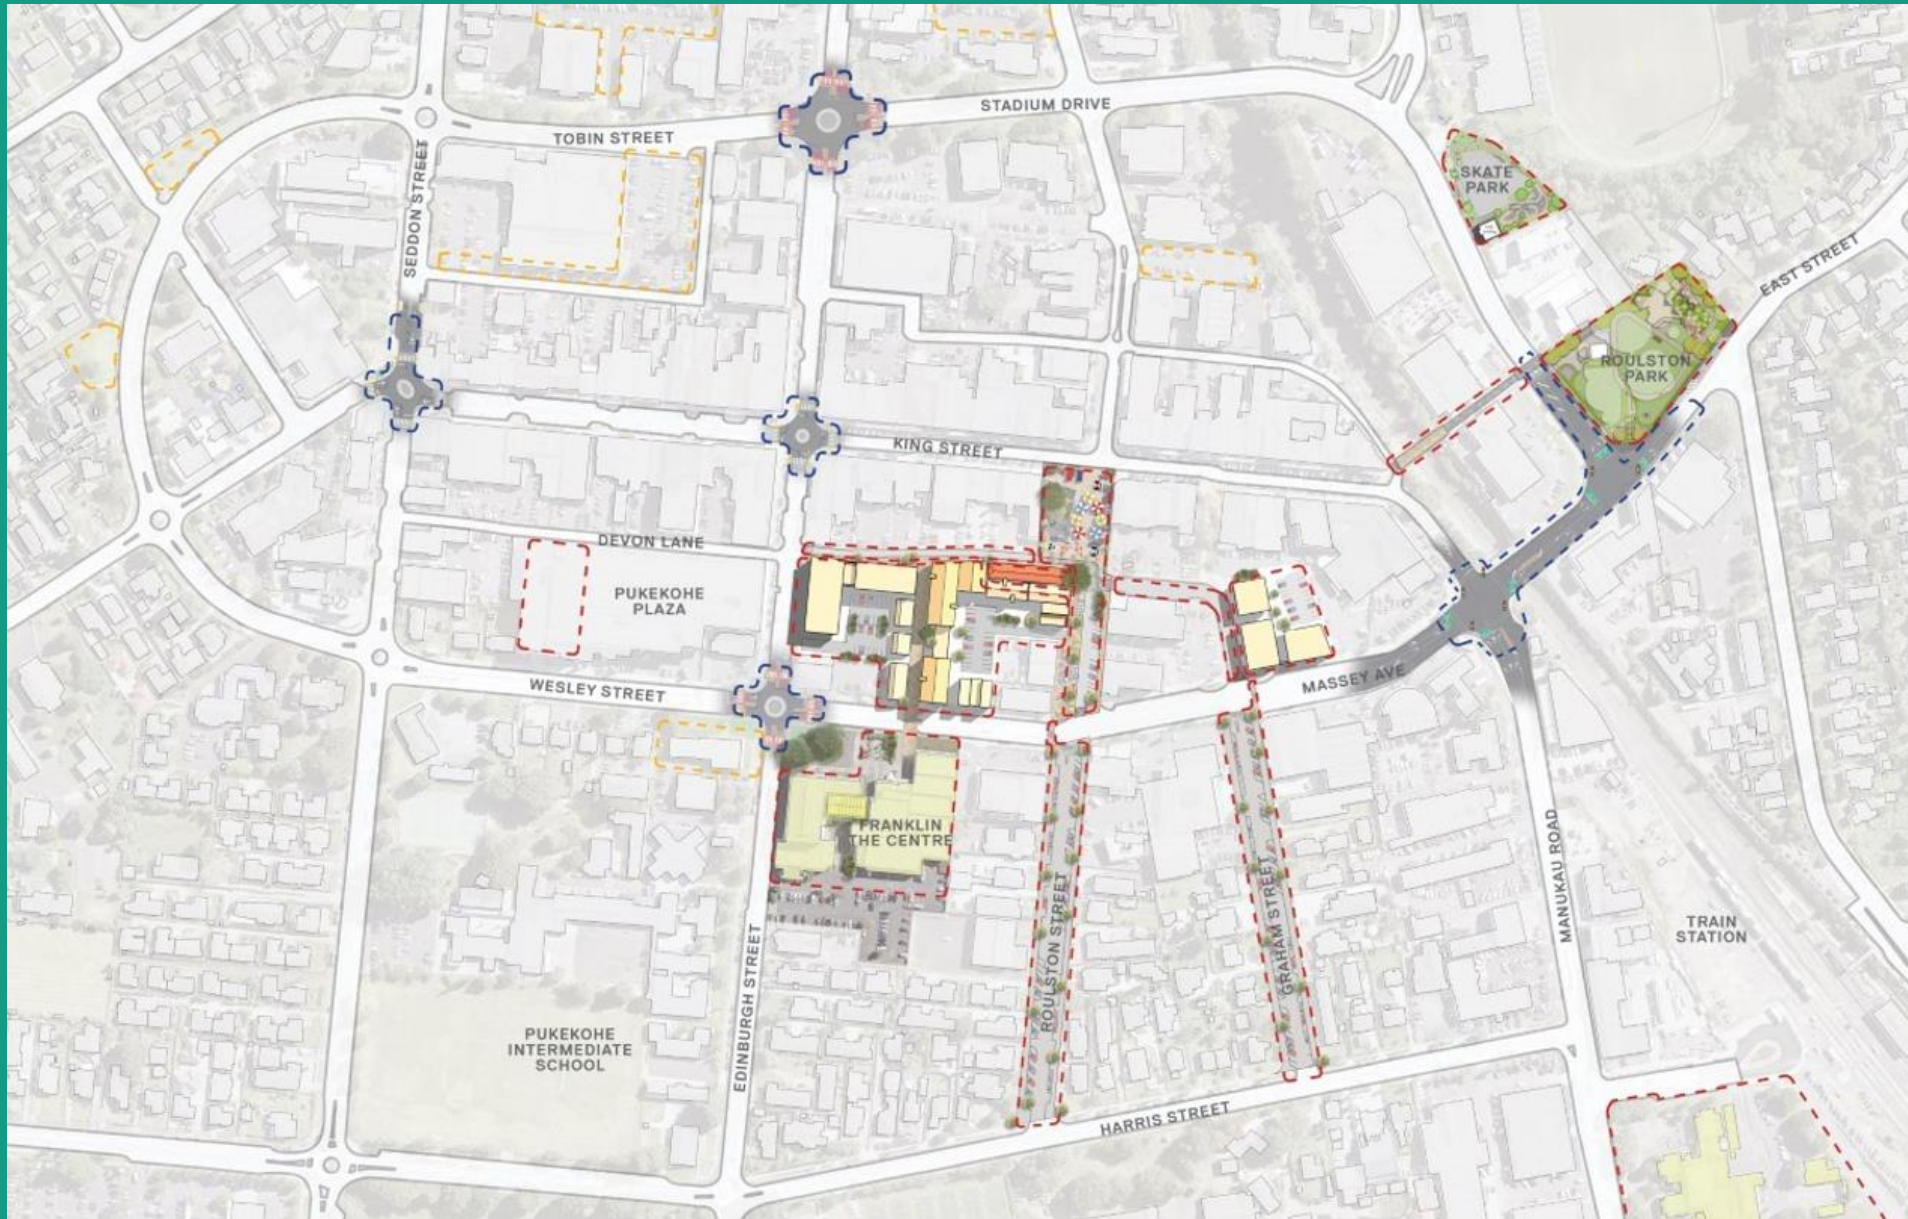 STADIUM DRIVE
TOBIN STREET
SEDDON STREET
SKATE
PARK
EAST STREET
ROULSTON
PARK
KING STREET
DEVON LANE
PUKEKOHE
PLAZA
WESLEY STREET
MASSEY AVE
FRANKLIN
THE CENTRE
MANUKAU ROAD
ROULSTON STREET
GRAHAM STREET
TRAIN
STATION
EDINBURGH STREET
PUKEKOHE
INTERMEDIATE
SCHOOL
HARRIS STREET